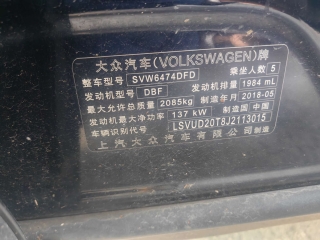 大众汽车(VOLKSWAGEN)牌
整车型号 SVW6474DFD 乘坐人数 5
发动机型号 DBF 发动机排量 1984 mL
最大允许总质量 2085kg 制造年月 2018-05
发动机最大净功率 137 kW 制造国 中国
车辆识别代号 LSVUD20T8J2113015
上汽大众汽车有限公司制造